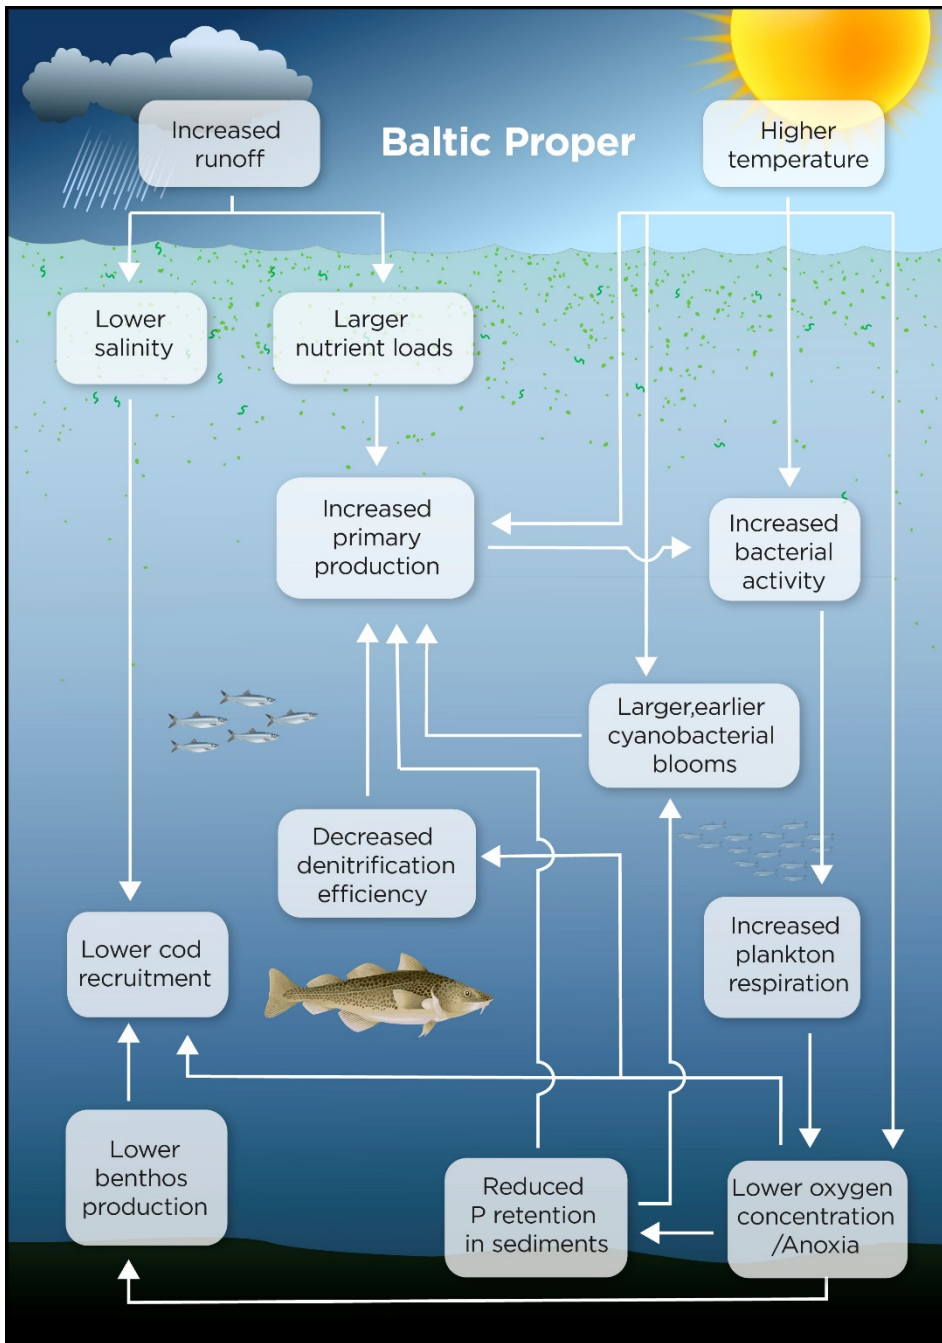 Increased
runoff
Baltic Proper
Higher
temperature
Lower
salinity
Larger
nutrient loads
Increased
primary
production
Increased
bacterial
activity
Larger,earlier
cyanobacterial
blooms
Decreased
denitrification
efficiency
Lower cod
recruitment
Increased
plankton
respiration
Lower
benthos
production
Reduced
P retention
in sediments
Lower oxygen
concentration
/Anoxia